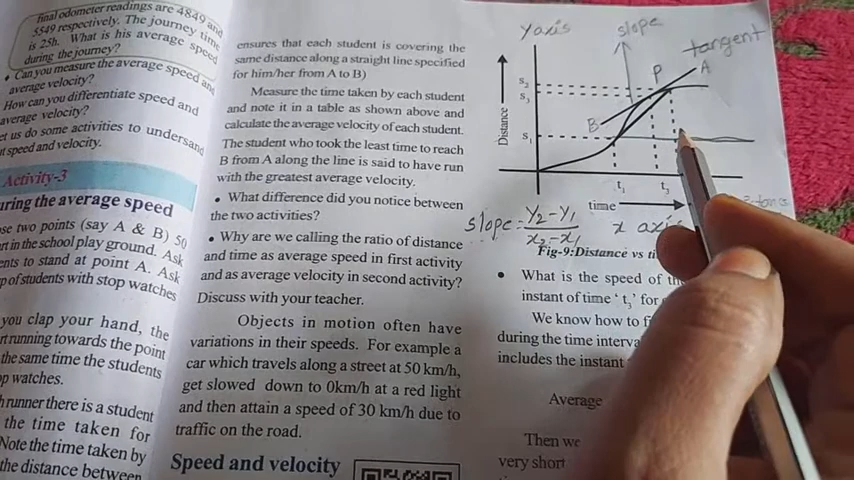 final odometer readings are 4849 and
5549 respectively. The journey time
is 25h. What is his average speed
during the journey?
• Can you measure the average speed and
average velocity?
How can you differentiate speed and
average velocity?
us do some activities to undersand
speed and velocity.
Activity-3
uring the average speed
two points (say A & B) 50
art in the school play ground. Ask
ents to stand at point A. Ask
of students with stop watches
you clap your hand, the
rt running towards the point
the same time the students
op watches.
h runner there is a student
the time taken for
Note the time taken by
the distance between
ensures that each student is covering the
same distance along a straight line specified
for him/her from A to B)
Measure the time taken by each student
and note it in a table as shown above and
calculate the average velocity of each student.
The student who took the least time to reach
B from A along the line is said to have run
with the greatest average velocity.
• What difference did you notice between
the two activities?
• Why are we calling the ratio of distance
and time as average speed in first activity
and as average velocity in second activity?
Discuss with your teacher.
Objects in motion often have
variations in their speeds. For example a
car which travels along a street at 50 km/h,
get slowed down to 0km/h at a red light
and then attain a speed of 30 km/h due to
traffic on the road.
Speed and velocity
y axis
slope
tangent
P
A
B
Distance
s₂
s₃
s₁
t₁
t₃
time
x axis
slope = y₂-y₁
x₂-x₁
Fig-9:Distance vs
• What is the speed of
instant of time ‘ t₃’ for
We know how to
during the time
includes the instant
Average
Then we
very short